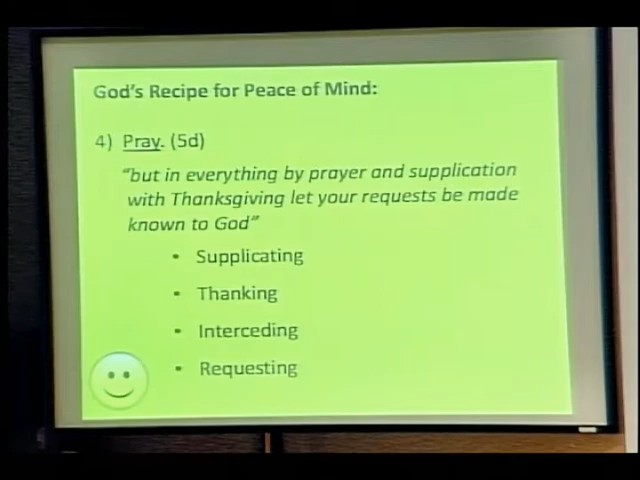 God's Recipe for Peace of Mind:
4) Pray. (5d)
"but in everything by prayer and supplication
with Thanksgiving let your requests be made
known to God"
• Supplicating
• Thanking
• Interceding
• Requesting